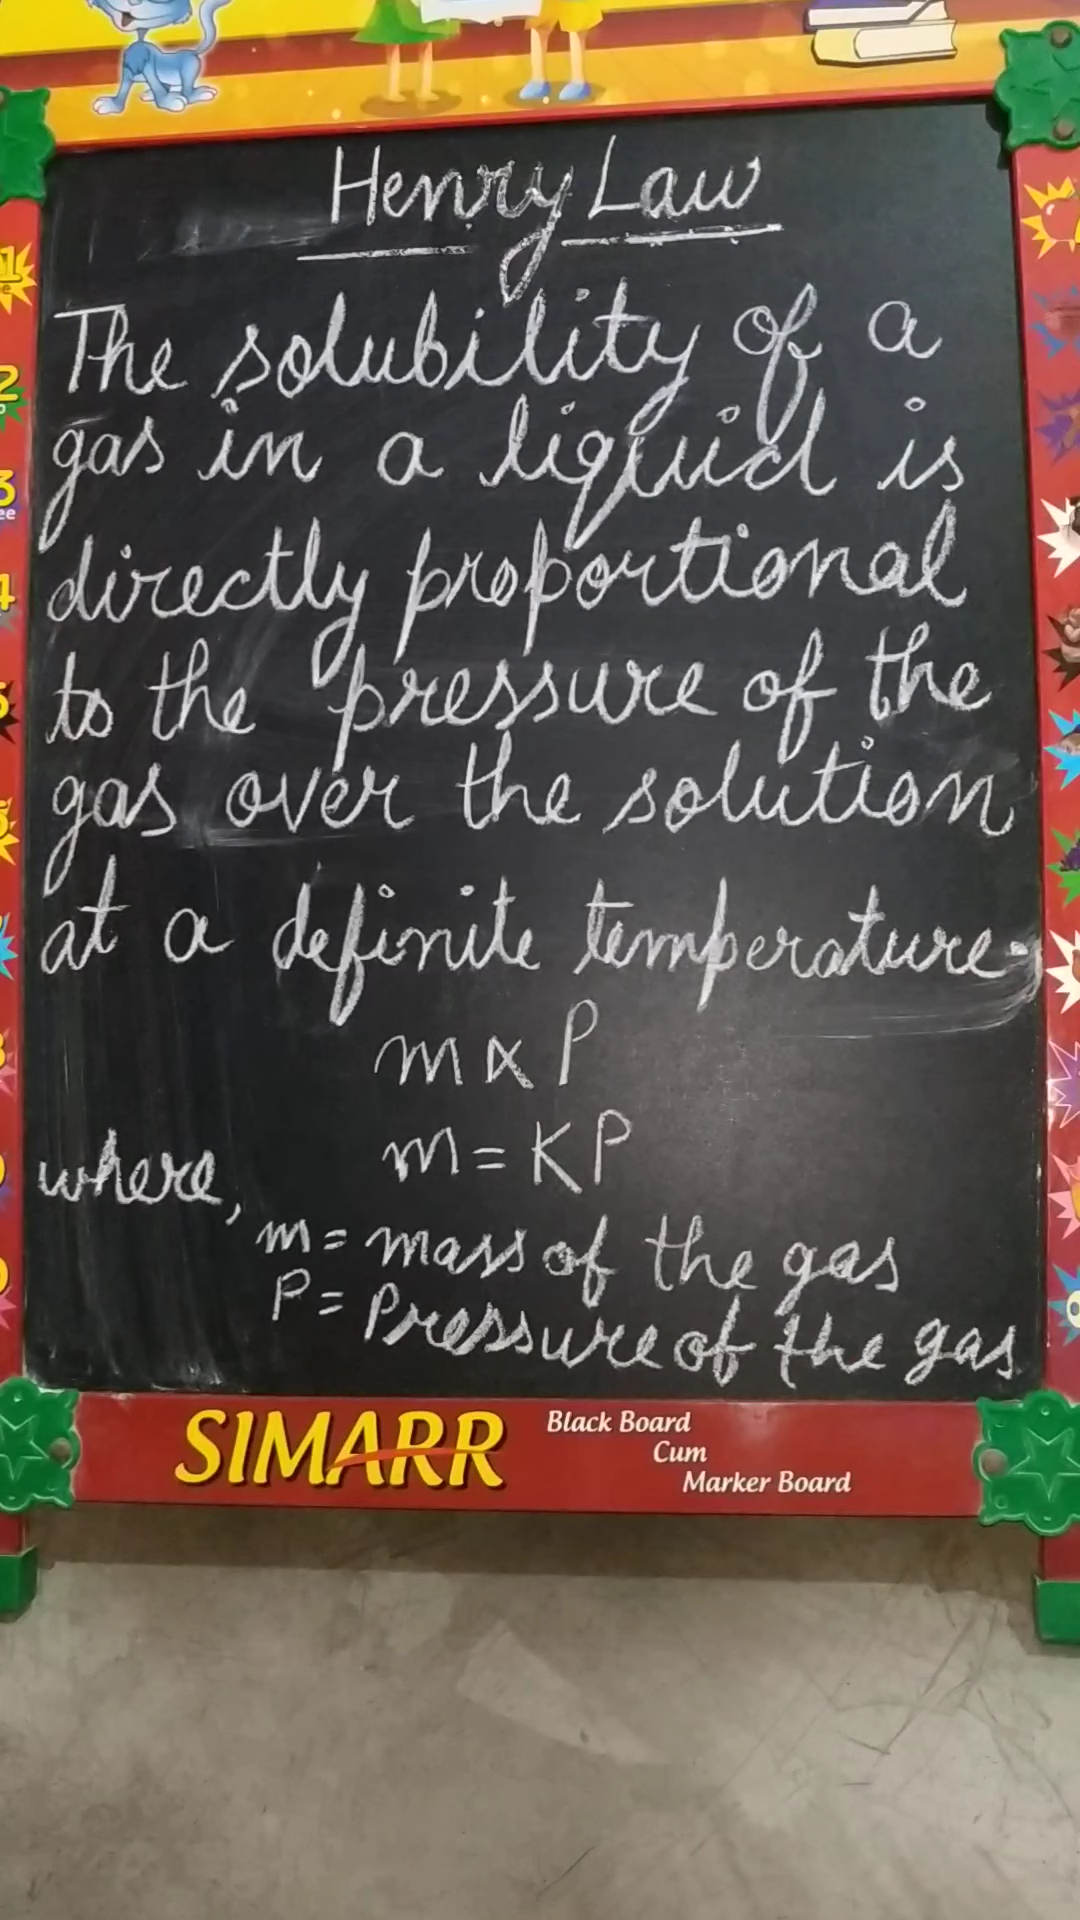 Henry Law
The solubility of a
gas in a liquid is
directly proportional
to the pressure of the
gas over the solution
at a definite temperature.
m ∝ P
m = KP
where,
m = mass of the gas
P = Pressure of the gas
SIMARR
Black Board
Cum
Marker Board